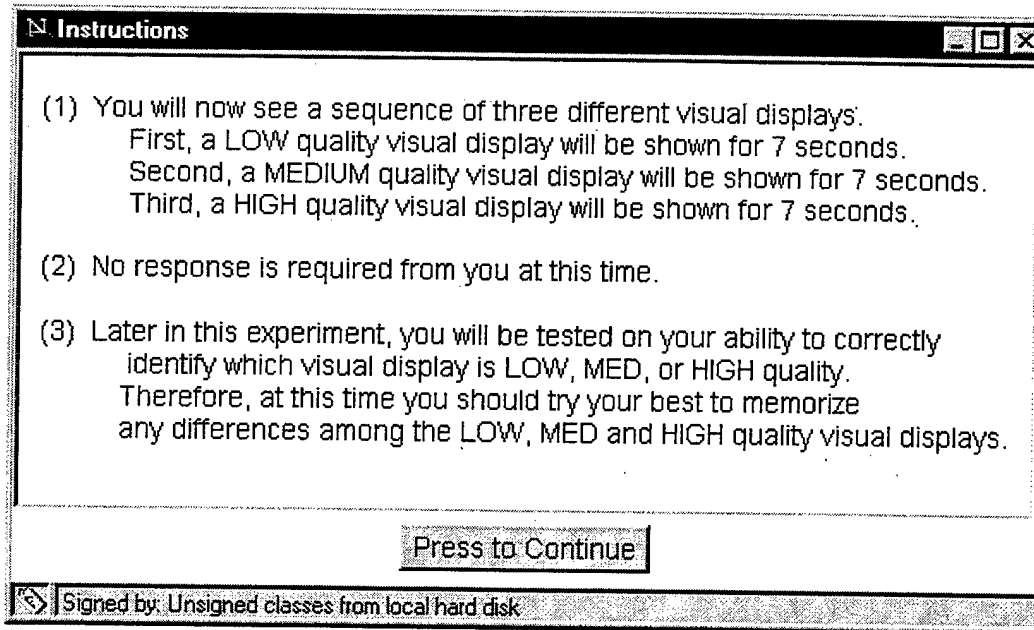 Instructions
(1) You will now see a sequence of three different visual displays.
First, a LOW quality visual display will be shown for 7 seconds.
Second, a MEDIUM quality visual display will be shown for 7 seconds.
Third, a HIGH quality visual display will be shown for 7 seconds.
(2) No response is required from you at this time.
(3) Later in this experiment, you will be tested on your ability to correctly
identify which visual display is LOW, MED, or HIGH quality.
Therefore, at this time you should try your best to memorize
any differences among the LOW, MED and HIGH quality visual displays.
Press to Continue
Signed by: Unsigned classes from local hard disk